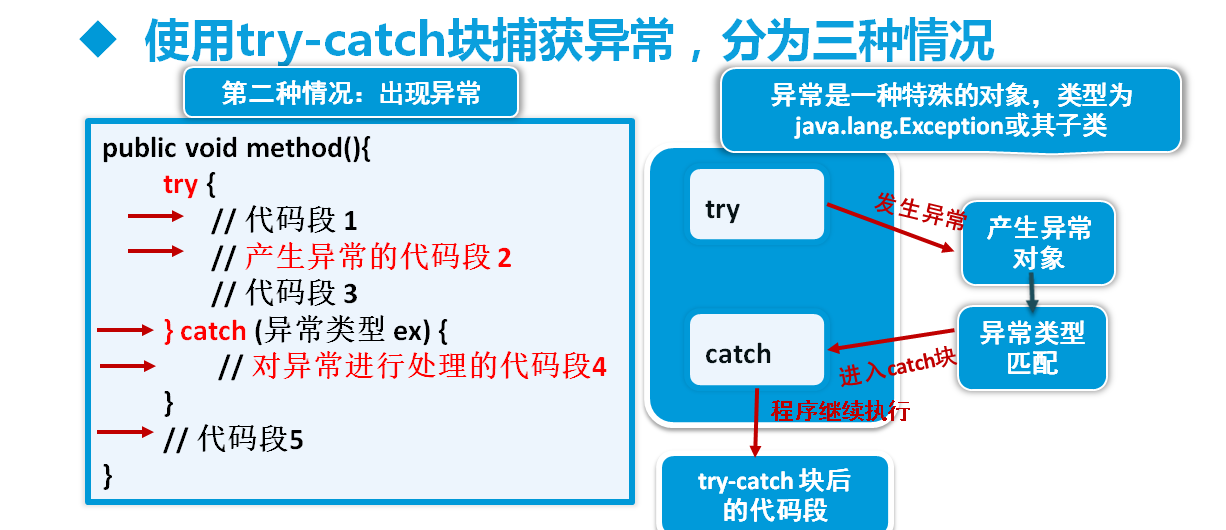 使用try-catch块捕获异常，分为三种情况
第二种情况：出现异常
异常是一种特殊的对象，类型为
java.lang.Exception或其子类
public void method(){
try {
// 代码段 1
// 产生异常的代码段 2
// 代码段 3
} catch (异常类型 ex) {
// 对异常进行处理的代码段4
}
// 代码段5
}
try
发生异常
产生异常
对象
异常类型
匹配
进入catch块
catch
程序继续执行
try-catch 块后
的代码段